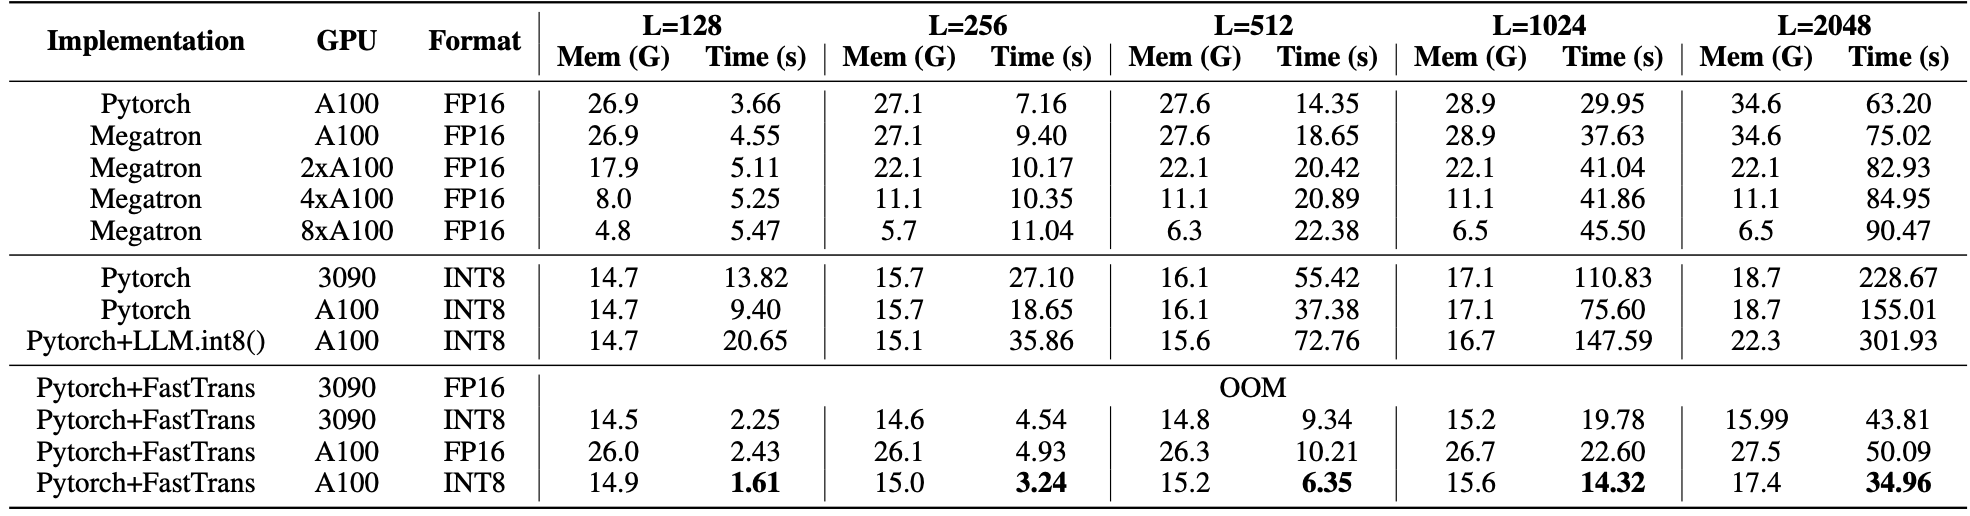 Implementation GPU Format L=128 L=256 L=512 L=1024 L=2048
Mem (G) Time (s) Mem (G) Time (s) Mem (G) Time (s) Mem (G) Time (s) Mem (G) Time (s)
Pytorch A100 FP16 26.9 3.66 27.1 7.16 27.6 14.35 28.9 29.95 34.6 63.20
Megatron A100 FP16 26.9 4.55 27.1 9.40 27.6 18.65 28.9 37.63 34.6 75.02
Megatron 2xA100 FP16 17.9 5.11 22.1 10.17 22.1 20.42 22.1 41.04 22.1 82.93
Megatron 4xA100 FP16 8.0 5.25 11.1 10.35 11.1 20.89 11.1 41.86 11.1 84.95
Megatron 8xA100 FP16 4.8 5.47 5.7 11.04 6.3 22.38 6.5 45.50 6.5 90.47
Pytorch 3090 INT8 14.7 13.82 15.7 27.10 16.1 55.42 17.1 110.83 18.7 228.67
Pytorch A100 INT8 14.7 9.40 15.7 18.65 16.1 37.38 17.1 75.60 18.7 155.01
Pytorch+LLM.int8() A100 INT8 14.7 20.65 15.1 35.86 15.6 72.76 16.7 147.59 22.3 301.93
Pytorch+FastTrans 3090 FP16 OOM
Pytorch+FastTrans 3090 INT8 14.5 2.25 14.6 4.54 14.8 9.34 15.2 19.78 15.99 43.81
Pytorch+FastTrans A100 FP16 26.0 2.43 26.1 4.93 26.3 10.21 26.7 22.60 27.5 50.09
Pytorch+FastTrans A100 INT8 14.9 1.61 15.0 3.24 15.2 6.35 15.6 14.32 17.4 34.96